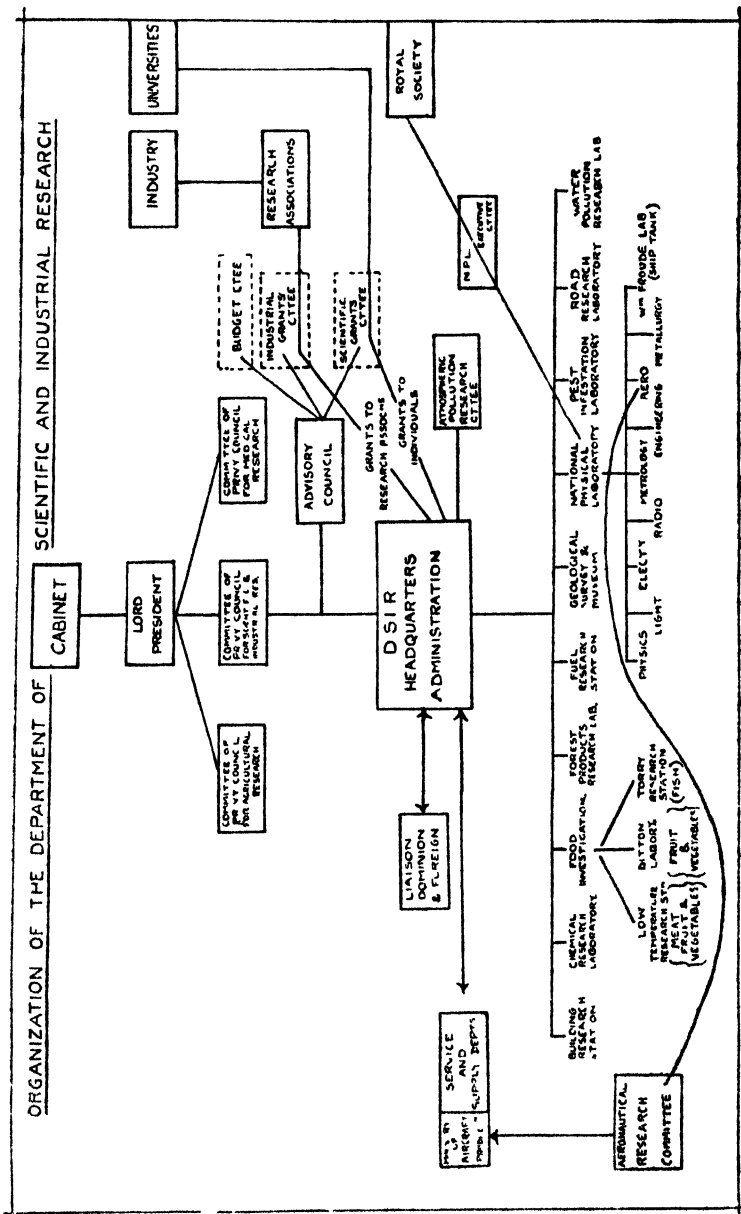 ORGANIZATION OF THE DEPARTMENT OF SCIENTIFIC AND INDUSTRIAL RESEARCH
CABINET
LORD
PRESIDENT
COMMITTEE OF
PRIVY COUNCIL
FOR AGRICULTURAL
RESEARCH
COMMITTEE OF
PRIVY COUNCIL
FOR SCIENTIFIC &
INDUSTRIAL RES.
COMMITTEE OF
PRIVY COUNCIL
FOR MEDICAL
RESEARCH
BUDGET CTEE
INDUSTRIAL
GRANTS
CTTEE
SCIENTIFIC
GRANTS
CTTEE
INDUSTRY
UNIVERSITIES
RESEARCH
ASSOCIATIONS
ADVISORY
COUNCIL
GRANTS TO
RESEARCH ASSOCNS
GRANTS TO
INDIVIDUALS
ROYAL
SOCIETY
LIAISON
DOMINION
& FOREIGN
DSIR
HEADQUARTERS
ADMINISTRATION
ATMOSPHERIC
POLLUTION
RESEARCH
CTTEE
N.P.L.
EXECUTIVE
CTTEE
OF
AIRCRAFT
SERVICE
AND
SUPPLY DEPTS
BUILDING
RESEARCH
STATION
CHEMICAL
RESEARCH
LABORATORY
FOOD
INVESTIGATION
FOREST
PRODUCTS
RESEARCH LAB.
FUEL
RESEARCH
STATION
GEOLOGICAL
SURVEY &
MUSEUM
NATIONAL
PHYSICAL
LABORATORY
PEST
INFESTATION
LABORATORY
ROAD
RESEARCH
LABORATORY
WATER
POLLUTION
RESEARCH LAB
LOW
TEMPERATURE
RESEARCH STN
(MEAT
FRUIT &
VEGETABLES)
DITTON
LABORY.
(FRUIT
&
VEGETABLES)
TORRY
RESEARCH
STATION
(FISH)
PHYSICS
LIGHT
ELECTY
RADIO
METROLOGY
ENGINEERING
AERO
METALLURGY
WM FROUDE LAB
(SHIP TANK)
AERONAUTICAL
RESEARCH
COMMITTEE